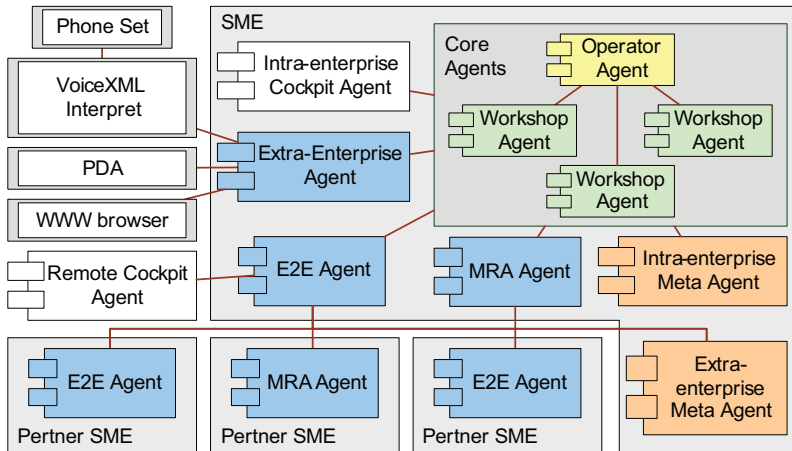 Phone Set
VoiceXML
Interpret
PDA
WWW browser
Remote Cockpit
Agent
SME
Intra-enterprise
Cockpit Agent
Extra-Enterprise
Agent
Core
Agents
Operator
Agent
Workshop
Agent
Workshop
Agent
Workshop
Agent
E2E Agent
MRA Agent
Intra-enterprise
Meta Agent
E2E Agent
Pertner SME
MRA Agent
Pertner SME
E2E Agent
Pertner SME
Extra-
enterprise
Meta Agent